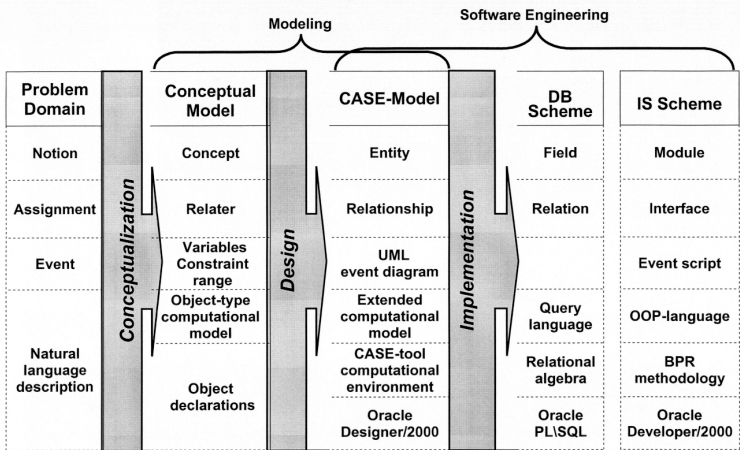 Modeling
Software Engineering
Problem
Domain
Conceptual
Model
CASE-Model
DB
Scheme
IS Scheme
Notion
Concept
Entity
Field
Module
Assignment
Relater
Relationship
Relation
Interface
Event
Variables
Constraint
range
UML
event diagram
Event script
Natural
language
description
Object-type
computational
model
Extended
computational
model
Query
language
OOP-language
Object
declarations
CASE-tool
computational
environment
Relational
algebra
BPR
methodology
Oracle
Designer/2000
Oracle
PL\SQL
Oracle
Developer/2000
Conceptualization
Design
Implementation